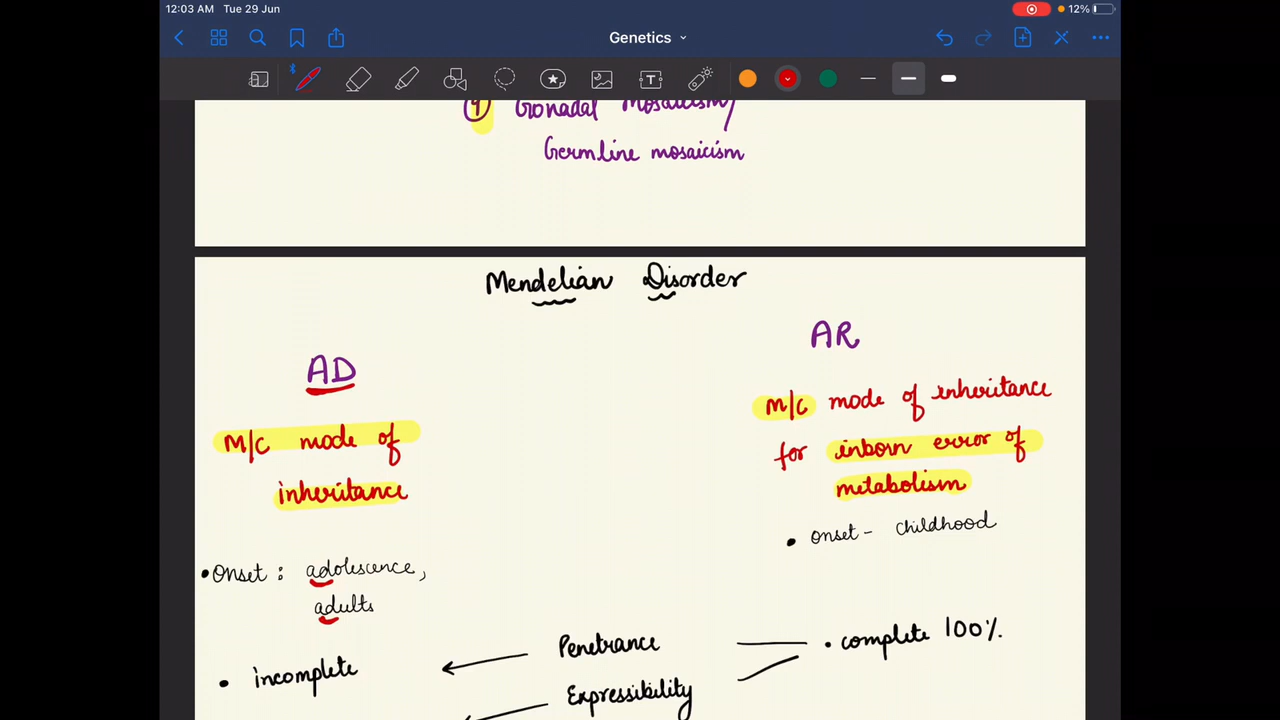 12:03 AM Tue 29 Jun
12%
Genetics
T
④ Gonadal Mosaicism/
Germline mosaicism
Mendelian Disorder
AD
M/C mode of
inheritance
• Onset : adolescence,
adults
• incomplete
Penetrance
Expressibility
AR
M/C mode of inheritance
for inborn error of
metabolism
• Onset - childhood
• complete 100%